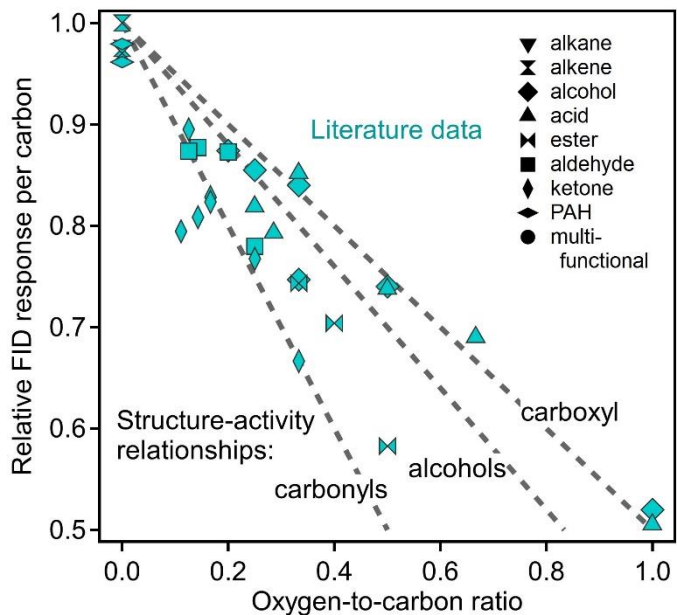 1.0
0.9
0.8
0.7
0.6
0.5
Relative FID response per carbon
Literature data
alkane
alkene
alcohol
acid
ester
aldehyde
ketone
PAH
multi-
functional
Structure-activity
relationships:
carbonyls
alcohols
carboxyl
0.0 0.2 0.4 0.6 0.8 1.0
Oxygen-to-carbon ratio